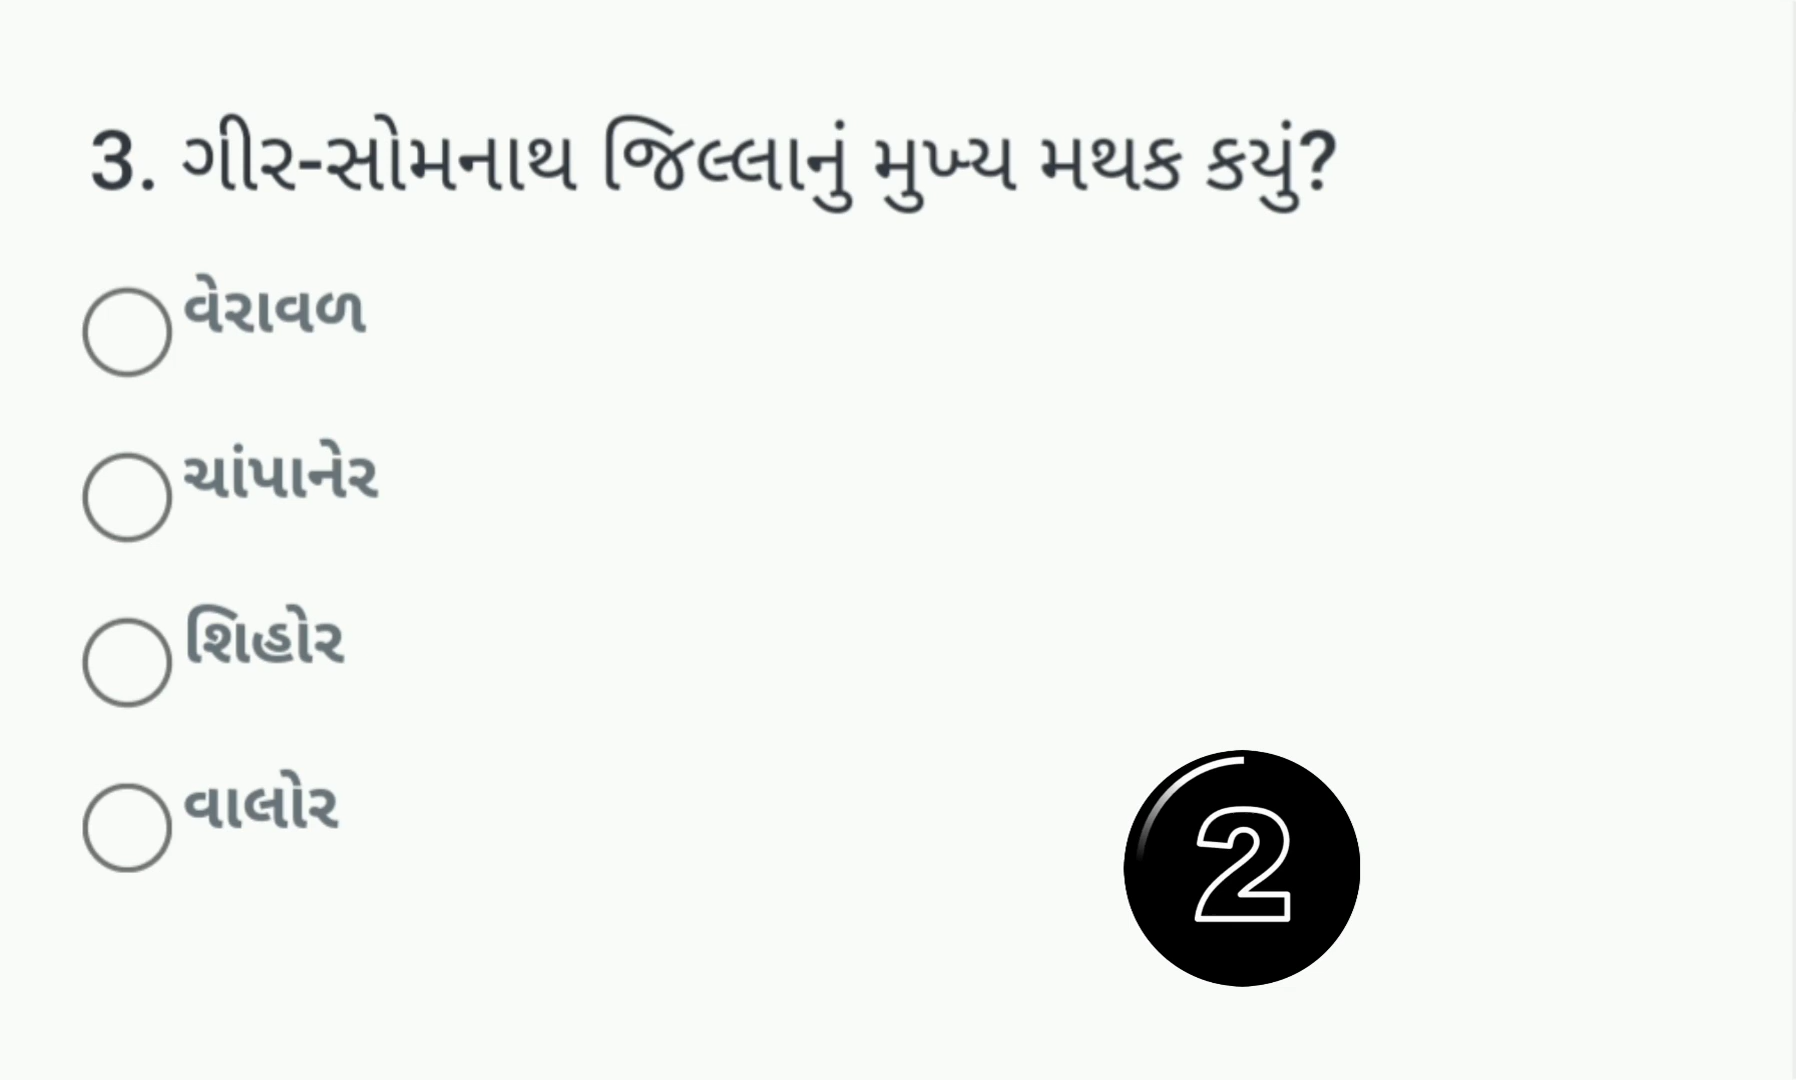 3. ગીર-સોમનાથ જિલ્લાનું મુખ્ય મથક કયું?
વેરાવળ
ચાંપાનેર
શિહોર
વાલોર
2